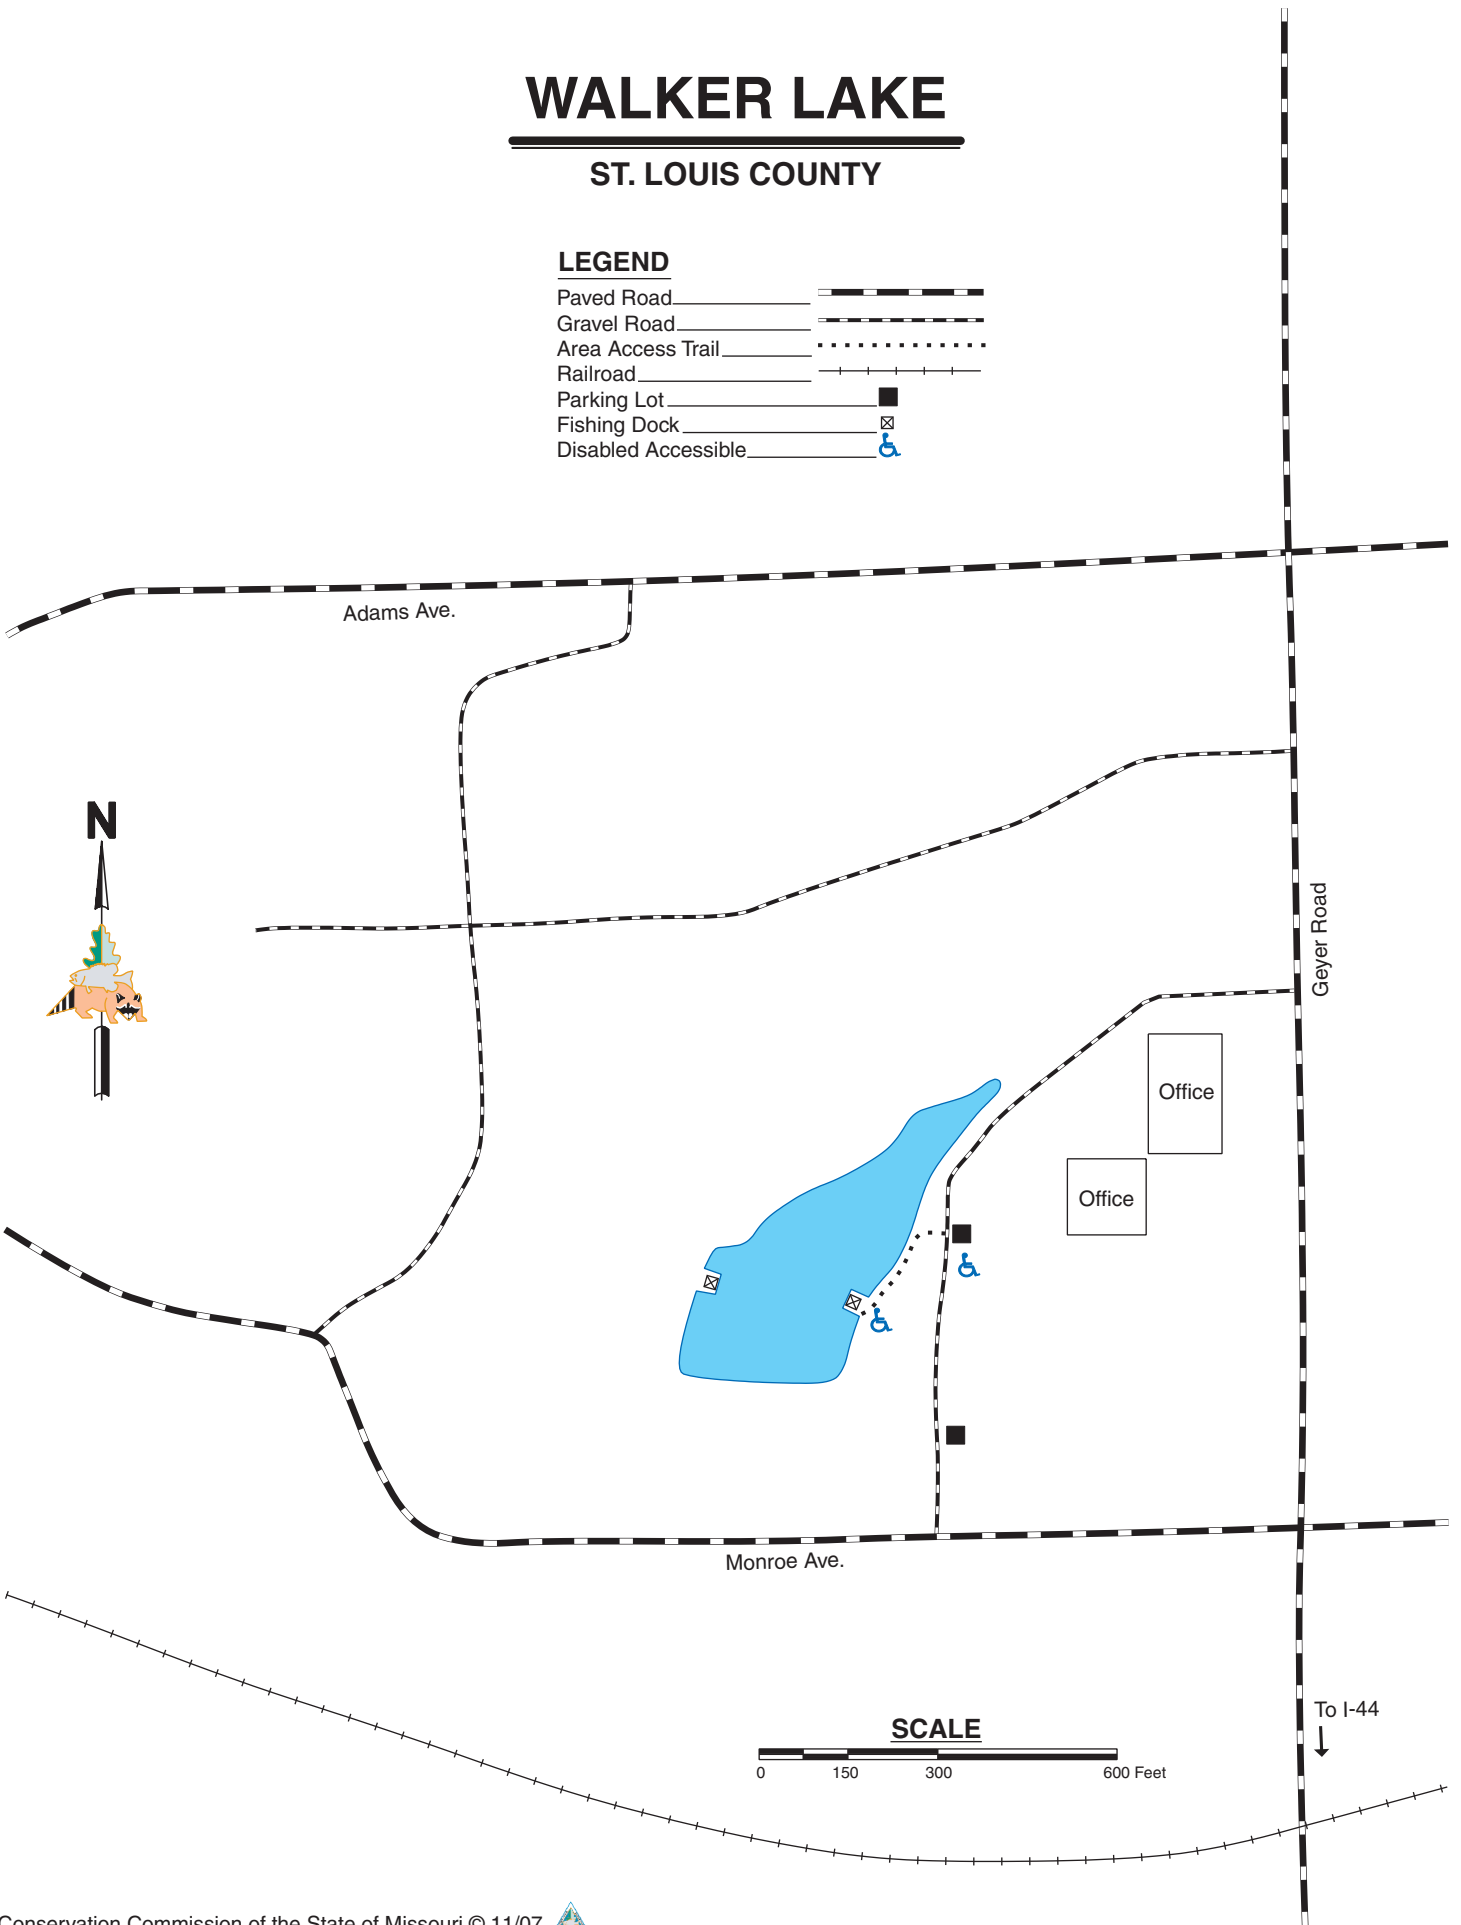 WALKER LAKE
ST. LOUIS COUNTY
LEGEND
Paved Road
Gravel Road
Area Access Trail
Railroad
Parking Lot
Fishing Dock
Disabled Accessible
Adams Ave.
N
Geyer Road
Office
Office
Monroe Ave.
To I-44
SCALE
0 150 300 600 Feet
Conservation Commission of the State of Missouri © 11/07